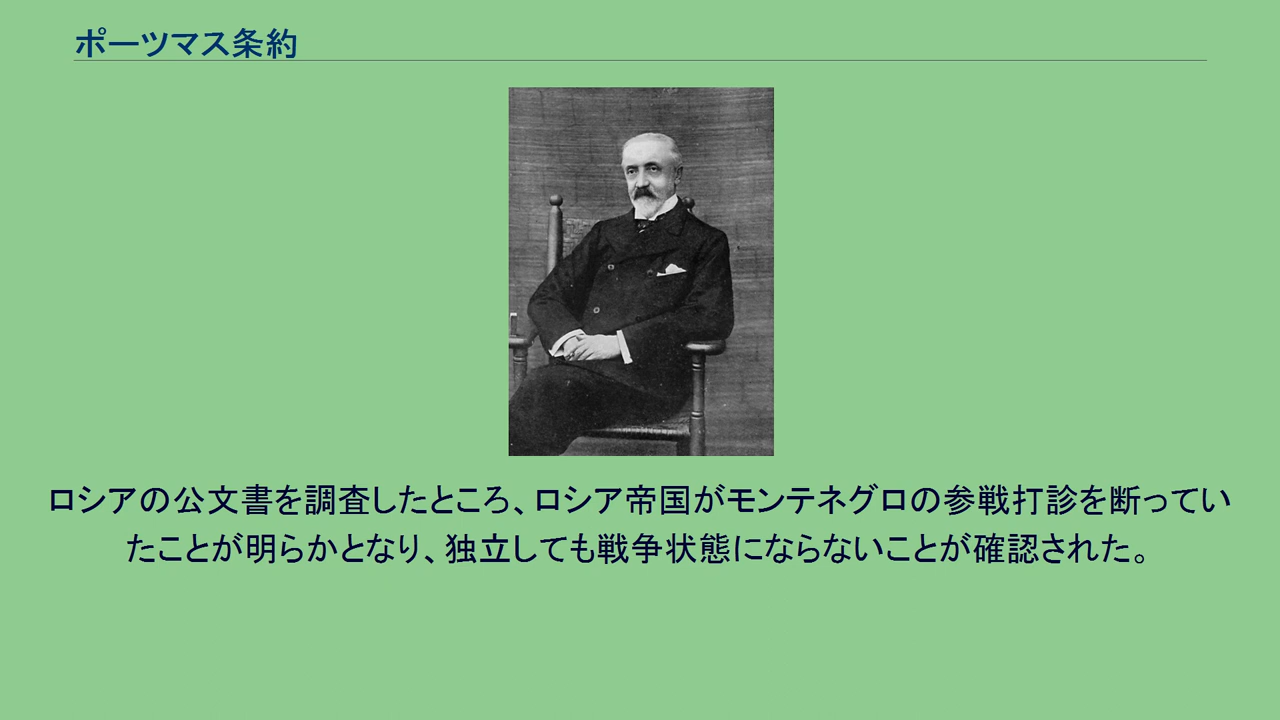 ポーツマス条約
ロシアの公文書を調査したところ、ロシア帝国がモンテネグロの参戦打診を断ってい
たことが明らかとなり、独立しても戦争状態にならないことが確認された。